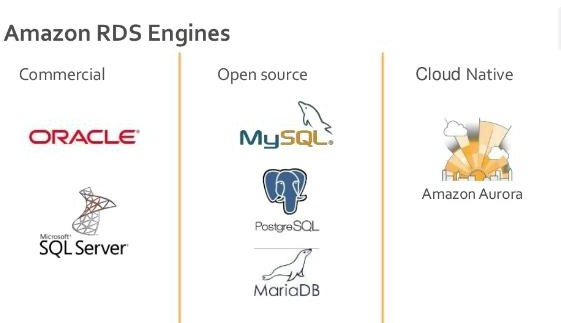 Amazon RDS Engines
Commercial
ORACLE®
Microsoft®
SQL Server®
Open source
MySQL®
PostgreSQL
MariaDB
Cloud Native
Amazon Aurora